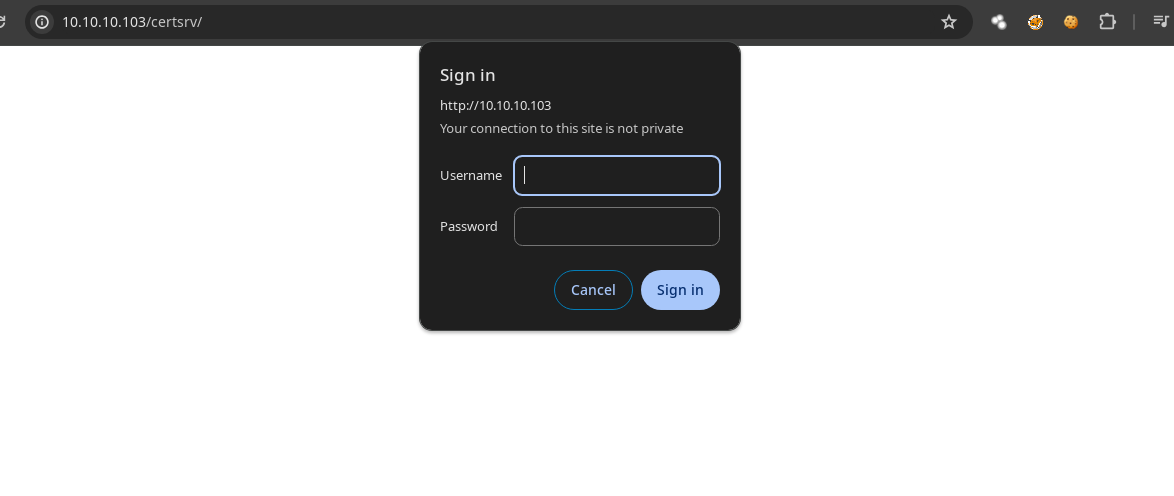 10.10.10.103/certsrv/
Sign in
http://10.10.10.103
Your connection to this site is not private
Username
Password
Cancel
Sign in